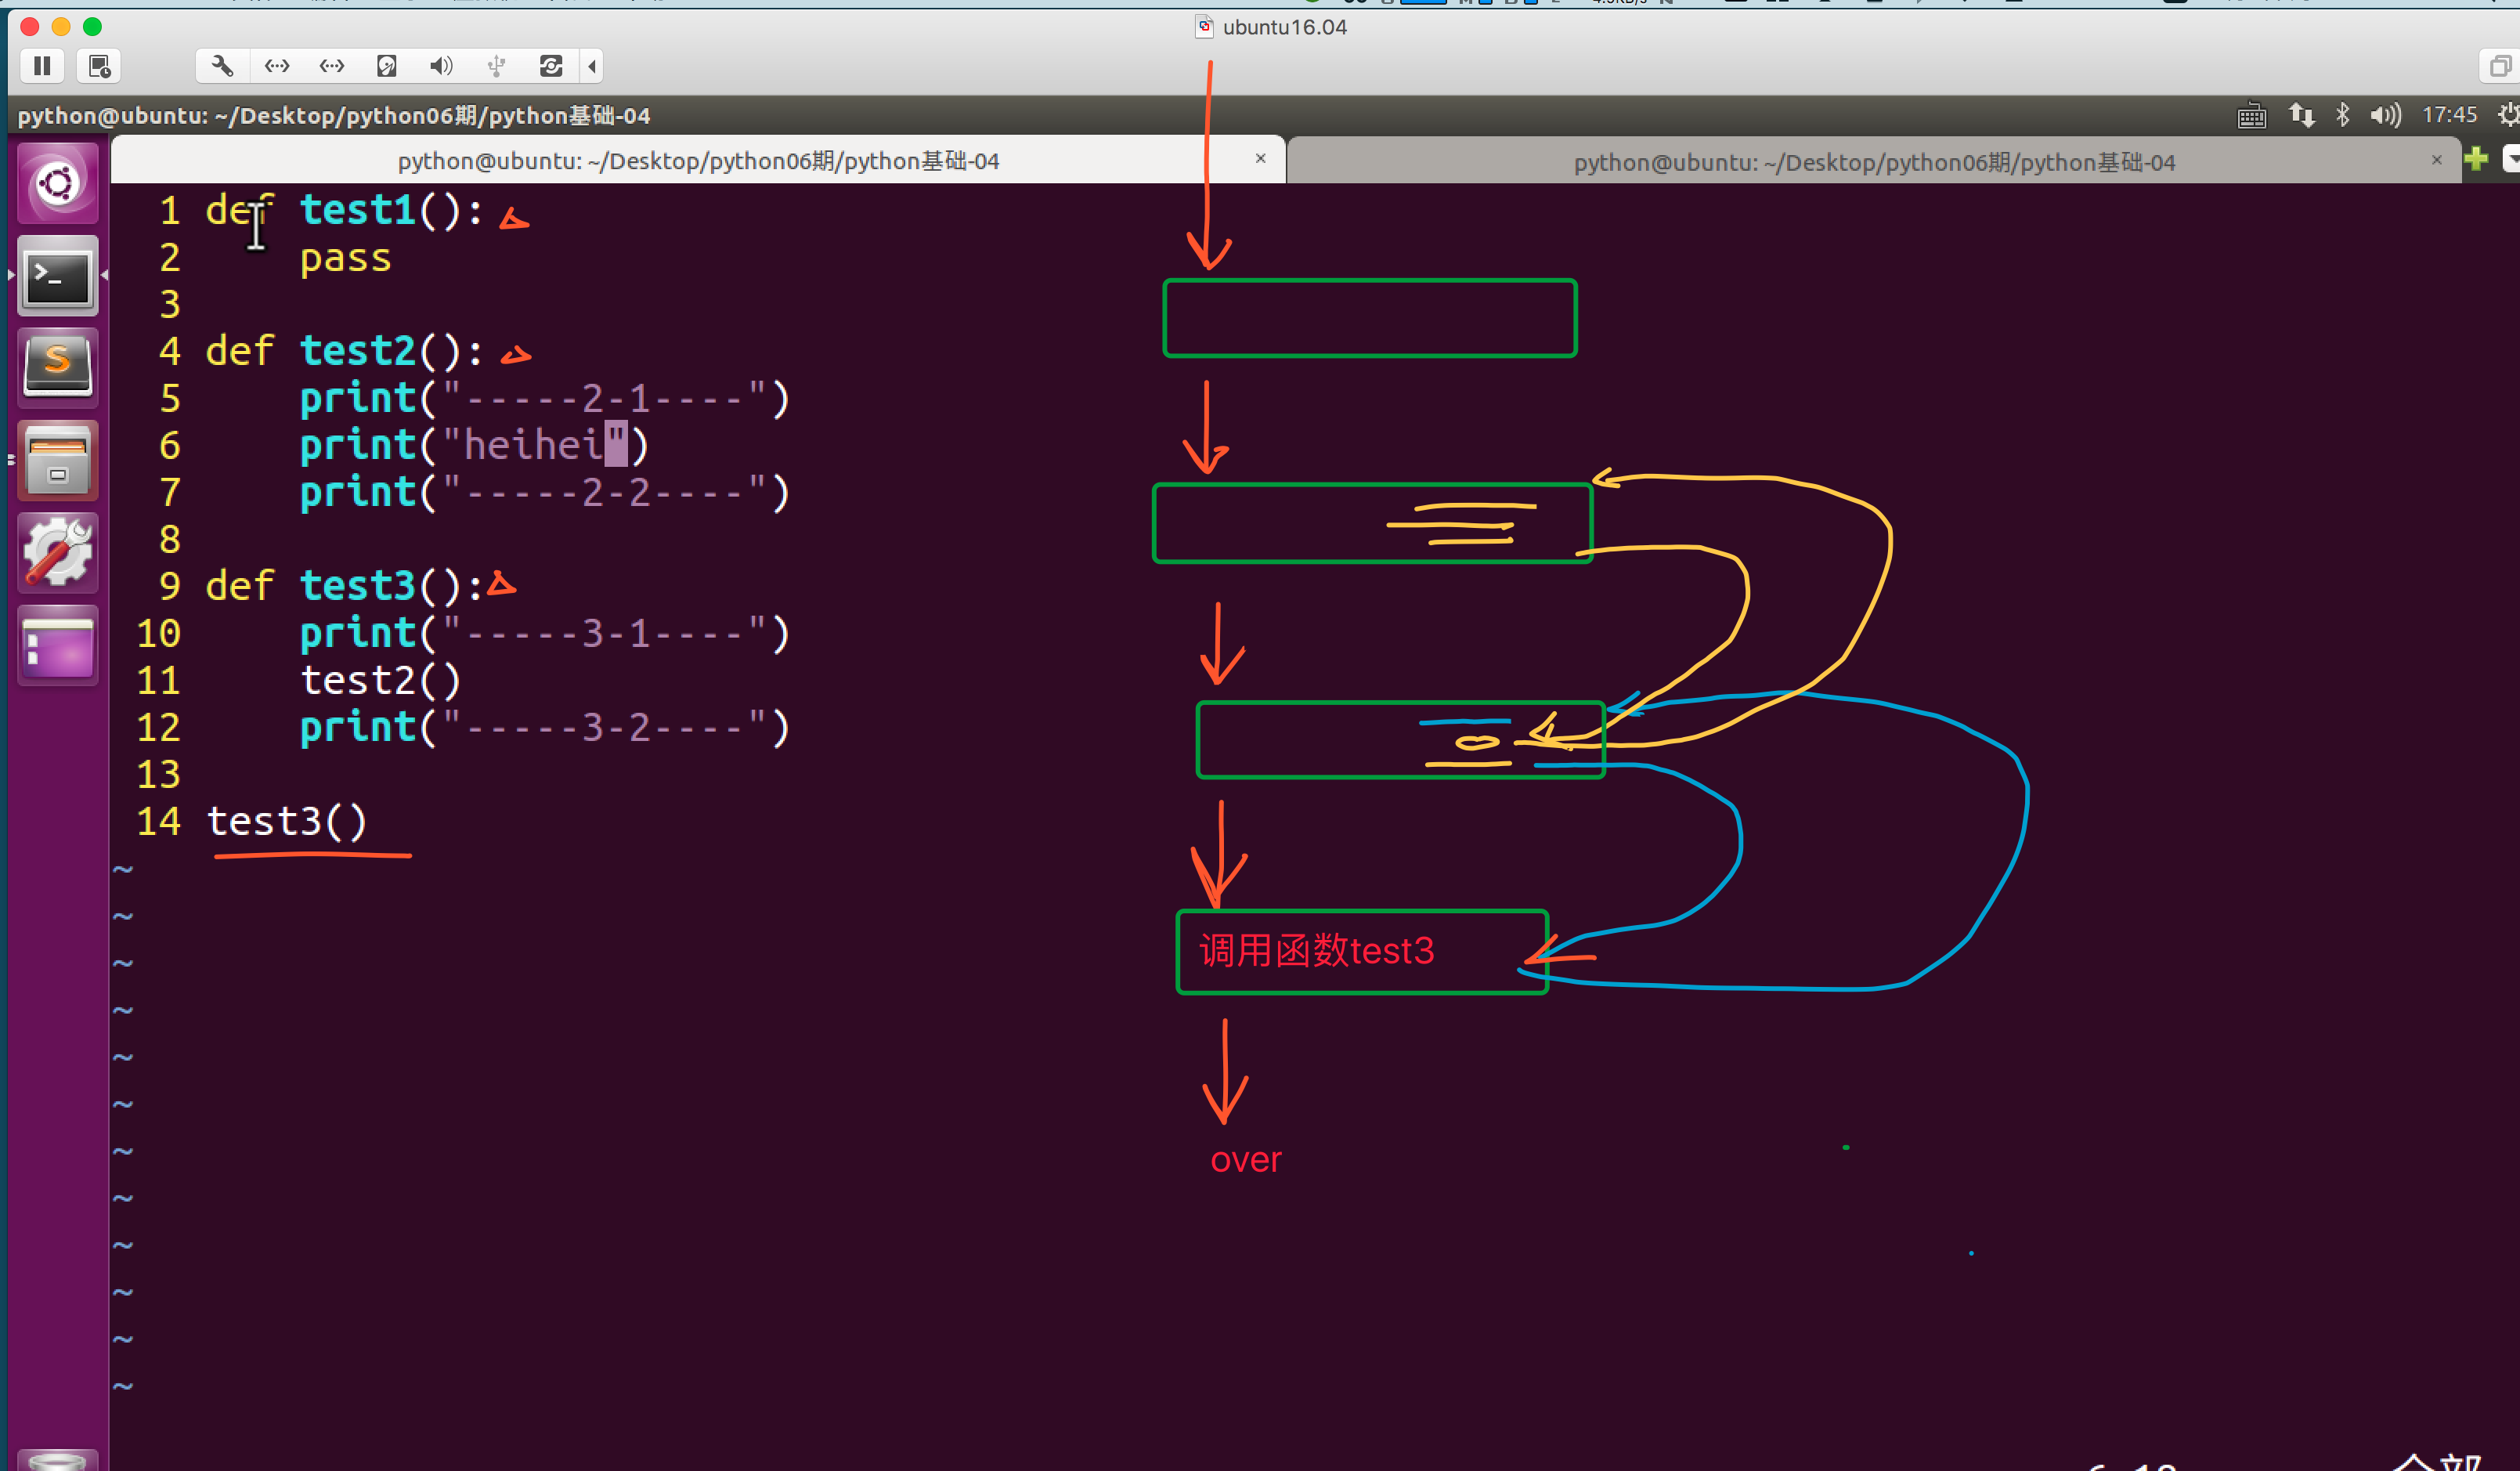 ubuntu16.04
python@ubuntu: ~/Desktop/python06期/python基础-04
17:45
python@ubuntu: ~/Desktop/python06期/python基础-04 ×
python@ubuntu: ~/Desktop/python06期/python基础-04 ×
1 def test1():
2     pass
3
4 def test2():
5     print("-----2-1----")
6     print("heihei")
7     print("-----2-2----")
8
9 def test3():
10     print("-----3-1----")
11     test2()
12     print("-----3-2----")
13
14 test3()
~
~
~
~
~
~
~
~
~
~
~
~
调用函数test3
over